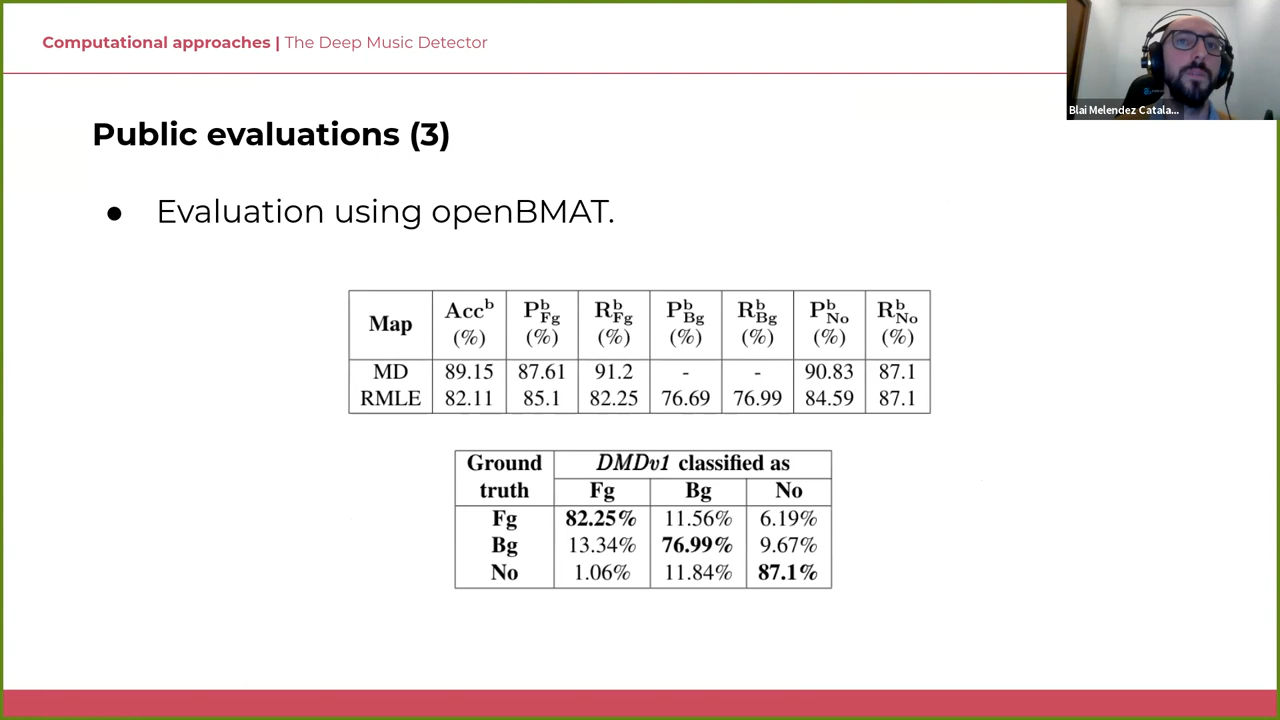 Computational approaches | The Deep Music Detector
Blai Melendez Catala...
Public evaluations (3)
● Evaluation using openBMAT.
Map Acc^b (%) P^b_Fg (%) R^b_Fg (%) P^b_Bg (%) R^b_Bg (%) P^b_No (%) R^b_No (%)
MD 89.15 87.61 91.2 - - 90.83 87.1
RMLE 82.11 85.1 82.25 76.69 76.99 84.59 87.1
Ground truth DMDv1 classified as
Fg Bg No
Fg 82.25% 11.56% 6.19%
Bg 13.34% 76.99% 9.67%
No 1.06% 11.84% 87.1%